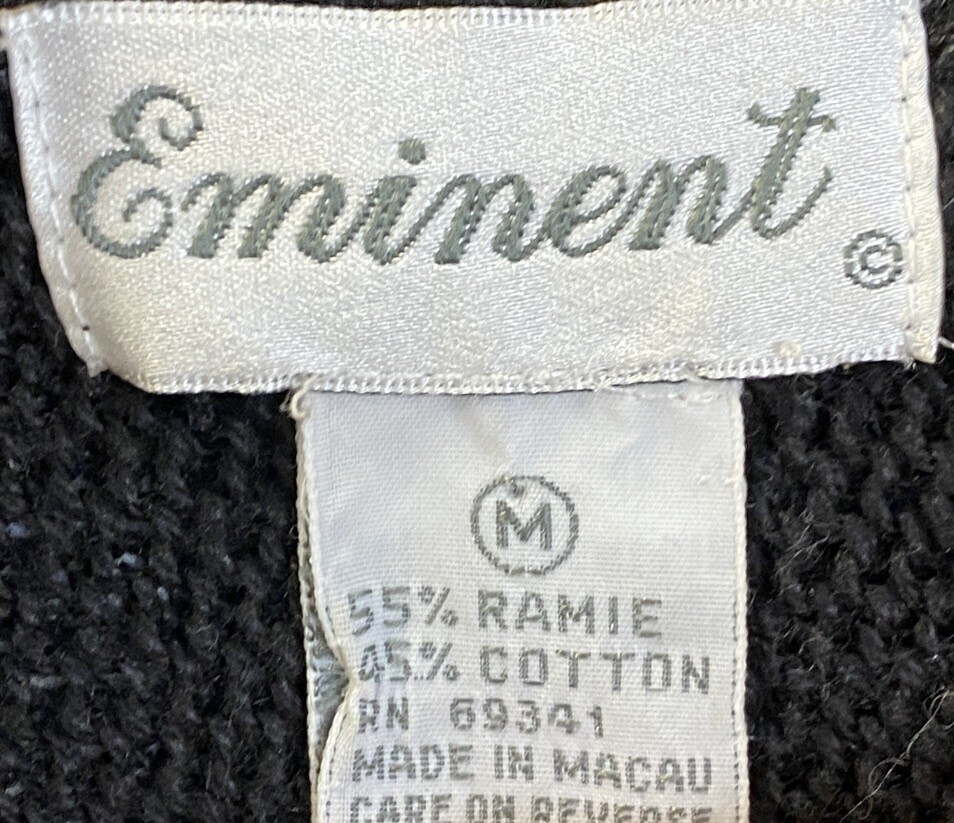 Eminent
©
M
55% RAMIE
45% COTTON
RN 69341
MADE IN MACAU
CARE ON REVERSE